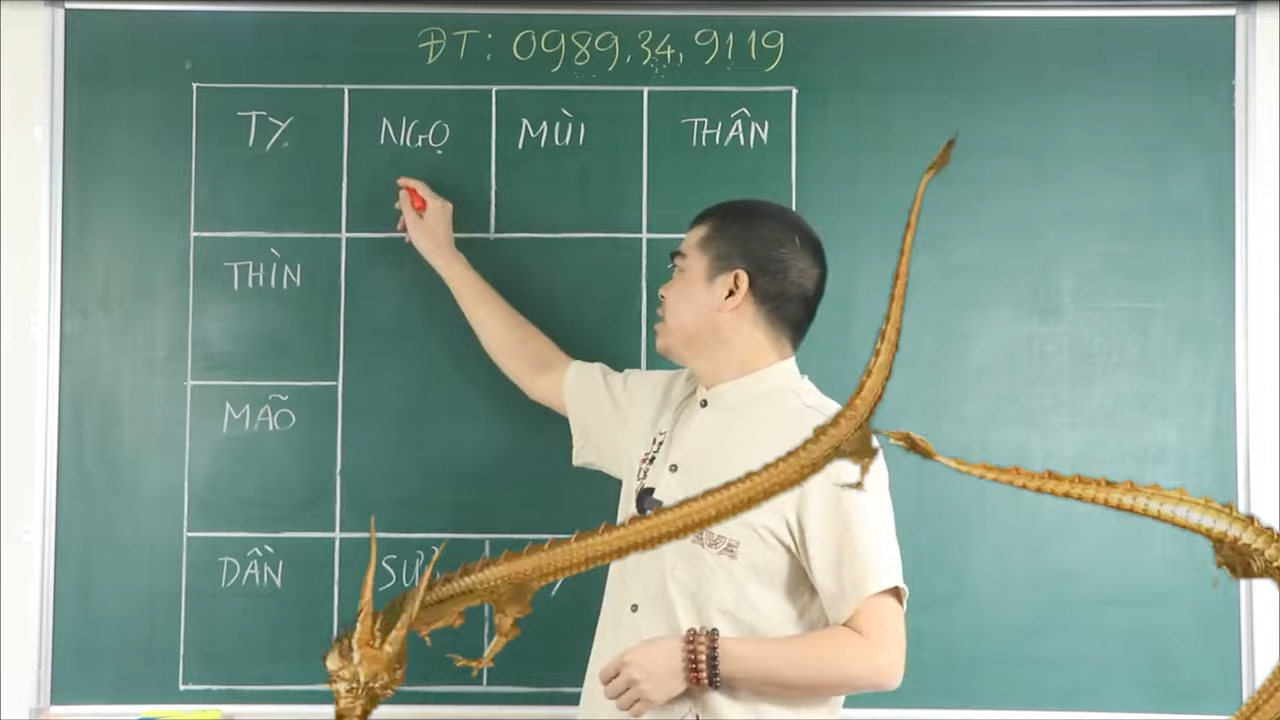 ĐT: 0989.34.9119
TỴ NGỌ MÙI THÂN
THÌN
MÃO
DẦN